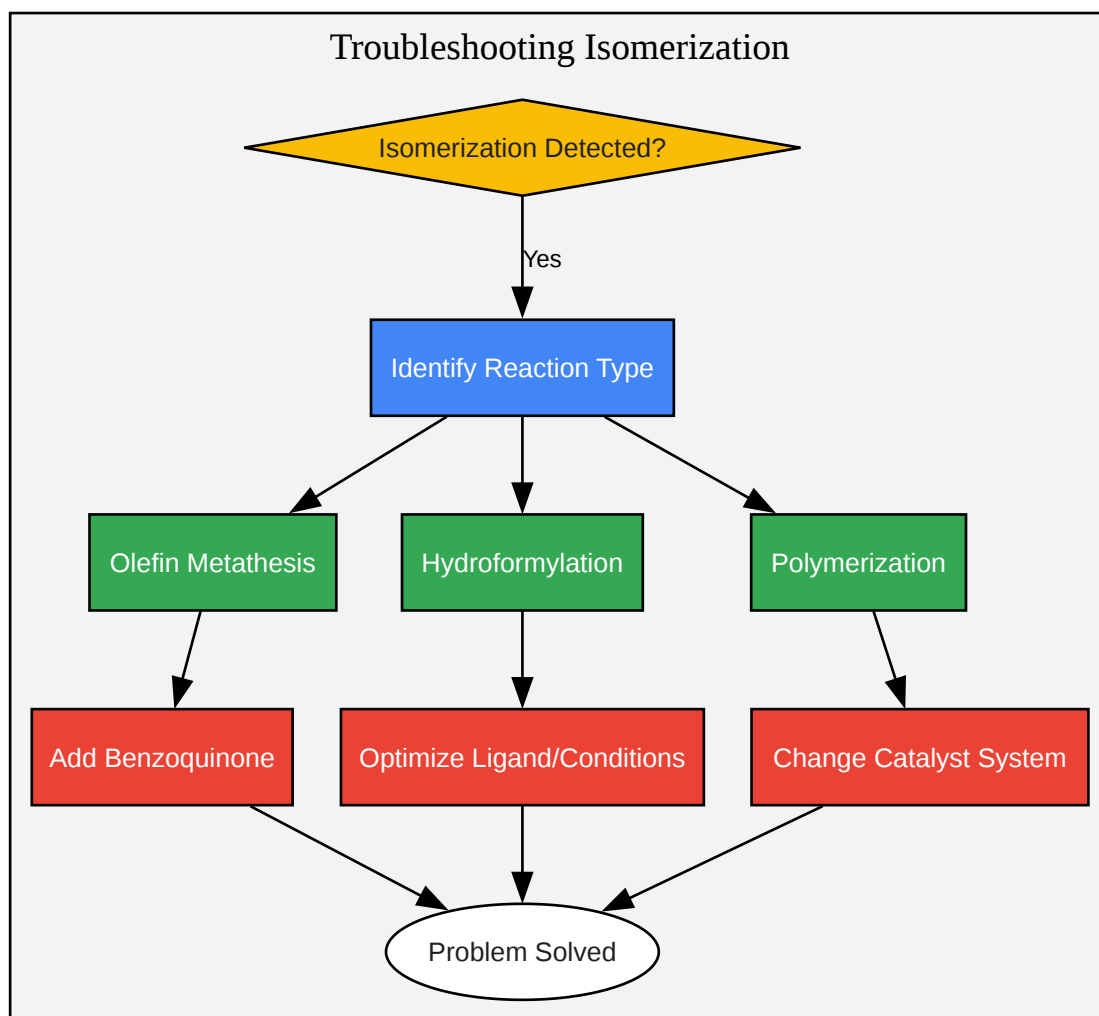 Troubleshooting Isomerization
Isomerization Detected?
Yes
Identify Reaction Type
Olefin Metathesis
Hydroformylation
Polymerization
Add Benzoquinone
Optimize Ligand/Conditions
Change Catalyst System
Problem Solved